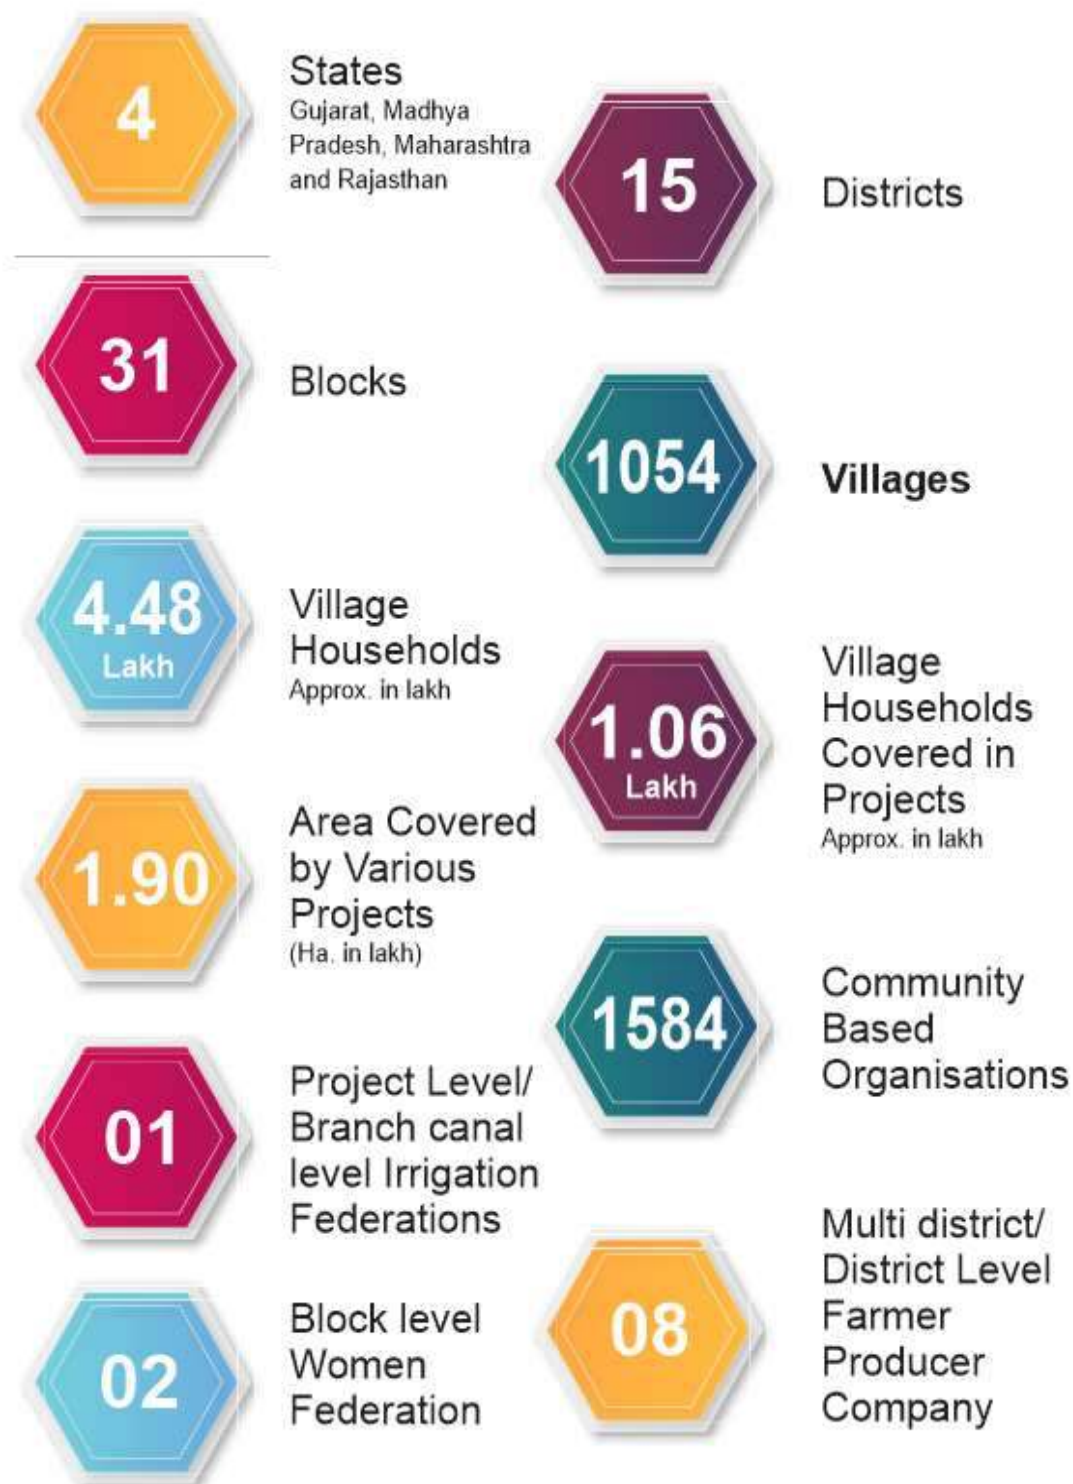 4
States
Gujarat, Madhya
Pradesh, Maharashtra
and Rajasthan
15
Districts
31
Blocks
1054
Villages
4.48
Lakh
Village
Households
Approx. in lakh
1.06
Lakh
Village
Households
Covered in
Projects
Approx. in lakh
1.90
Area Covered
by Various
Projects
(Ha. in lakh)
1584
Community
Based
Organisations
01
Project Level/
Branch canal
level Irrigation
Federations
08
Multi district/
District Level
Farmer
Producer
Company
02
Block level
Women
Federation